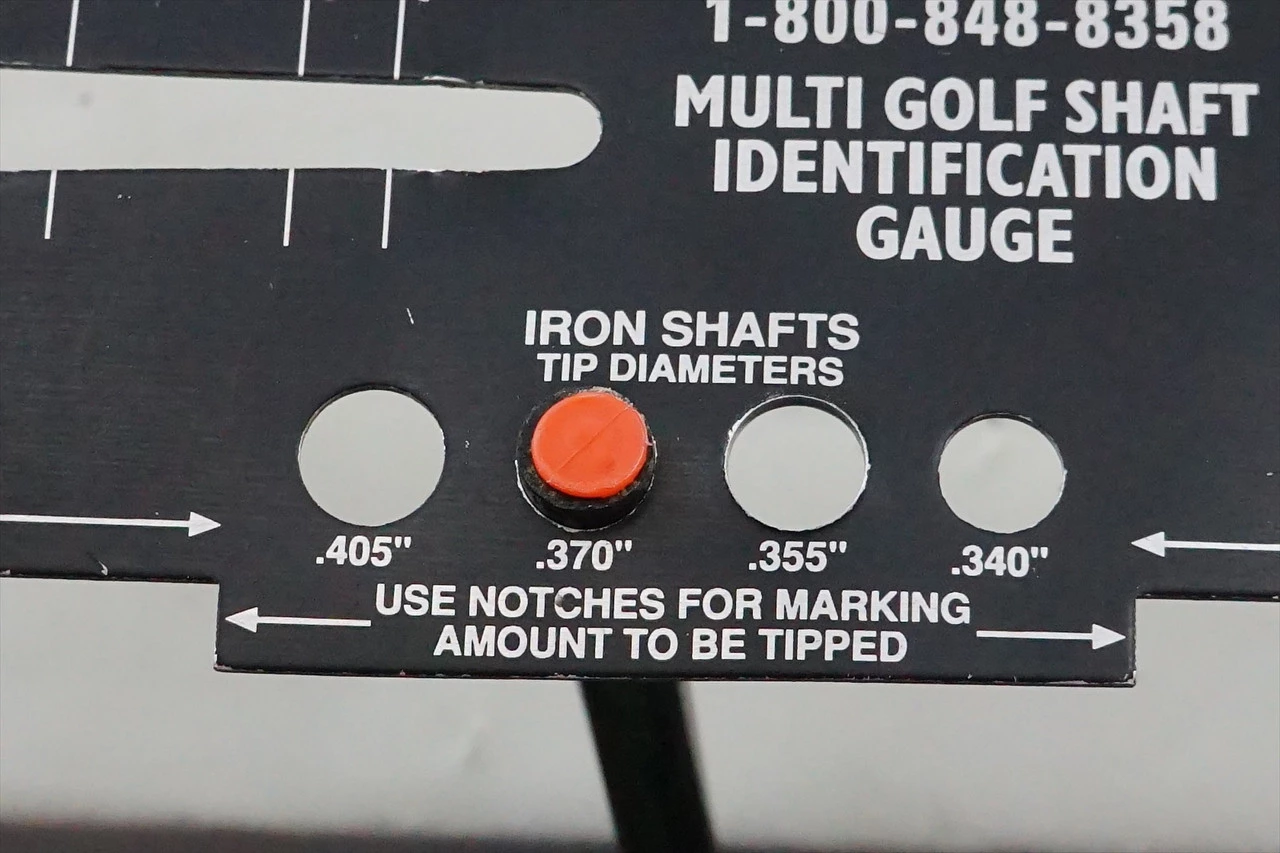 1-800-848-8358
MULTI GOLF SHAFT
IDENTIFICATION
GAUGE
IRON SHAFTS
TIP DIAMETERS
.405" .370" .355" .340"
USE NOTCHES FOR MARKING
AMOUNT TO BE TIPPED